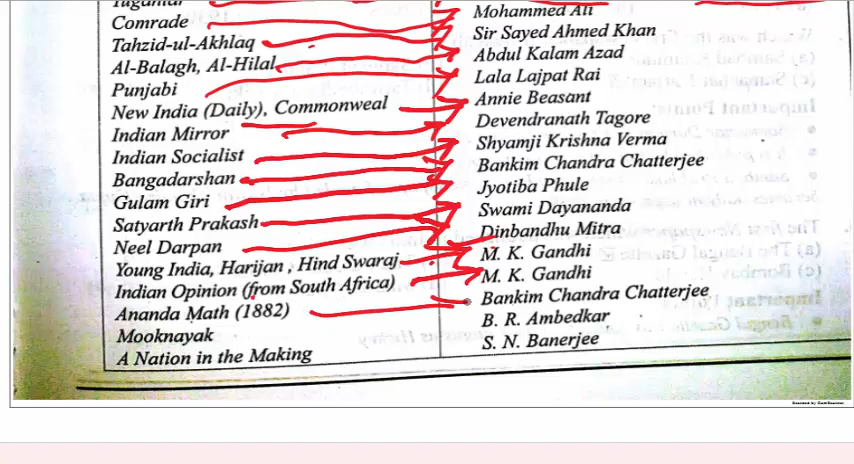 Comrade
Mohammed Ali
Tahzid-ul-Akhlaq
Sir Sayed Ahmed Khan
Al-Balagh, Al-Hilal
Abdul Kalam Azad
Punjabi
Lala Lajpat Rai
New India (Daily), Commonweal
Annie Beasant
Indian Mirror
Devendranath Tagore
Indian Socialist
Shyamji Krishna Verma
Bangadarshan
Bankim Chandra Chatterjee
Gulam Giri
Jyotiba Phule
Satyarth Prakash
Swami Dayananda
Neel Darpan
Dinbandhu Mitra
Young India, Harijan , Hind Swaraj
M. K. Gandhi
Indian Opinion (from South Africa)
M. K. Gandhi
Ananda Math (1882)
Bankim Chandra Chatterjee
Mooknayak
B. R. Ambedkar
A Nation in the Making
S. N. Banerjee
Scanned by CamScanner